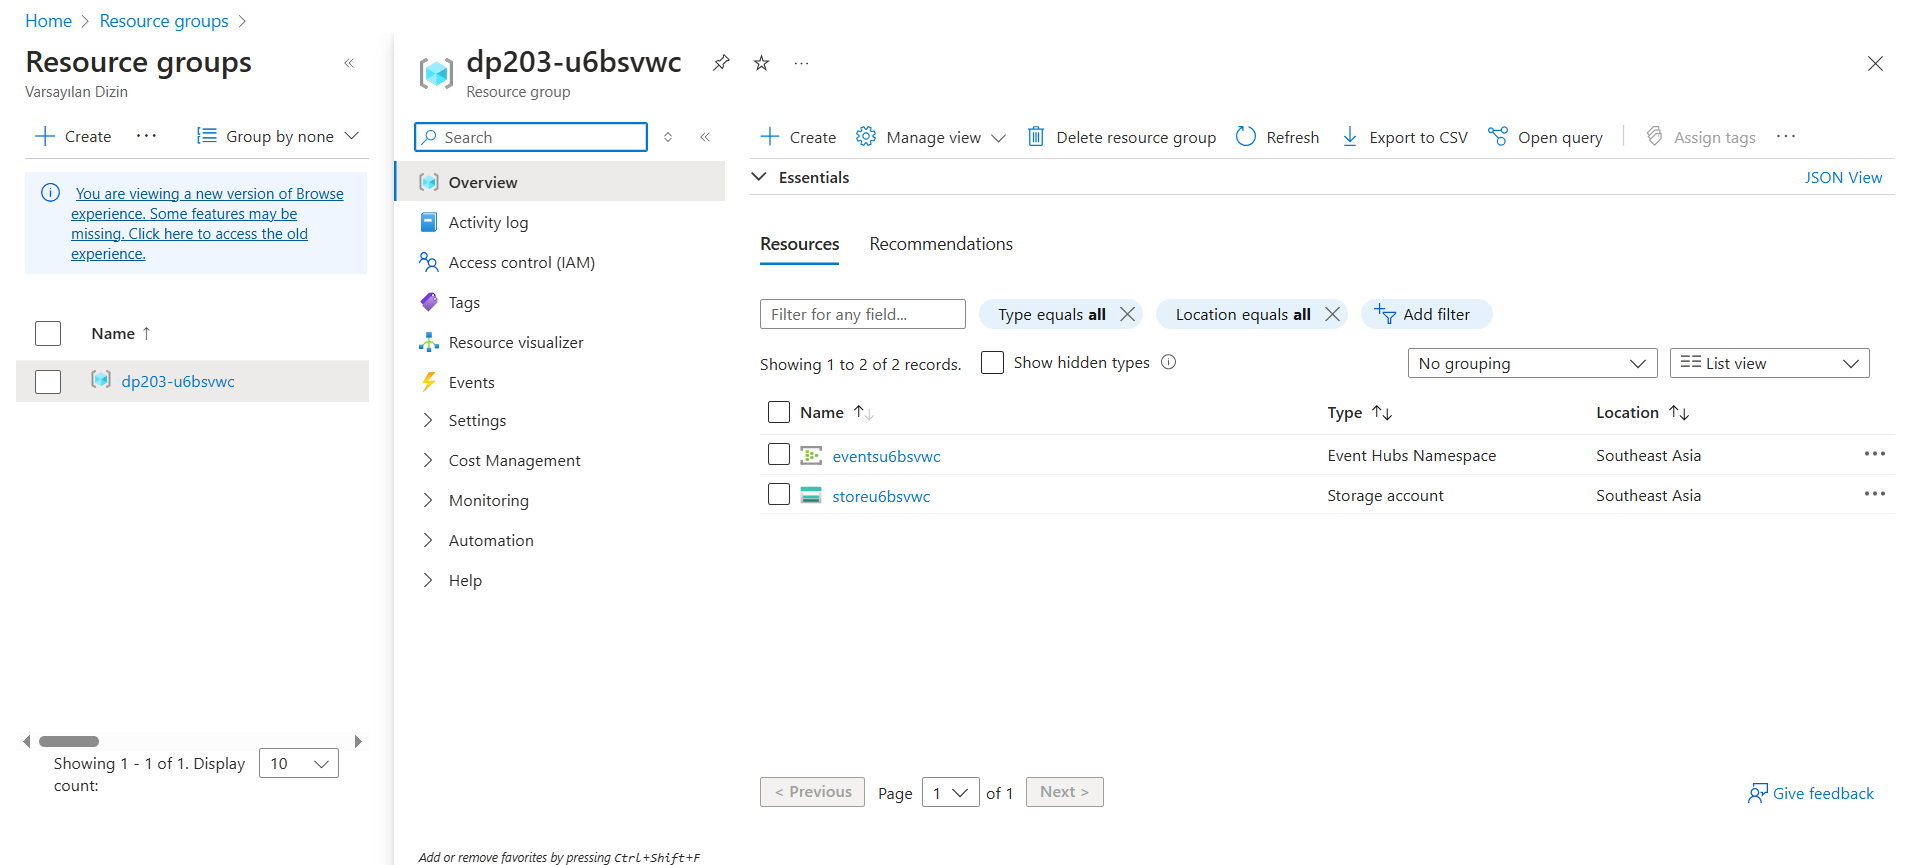 Home > Resource groups >
Resource groups
Varsayılan Dizin
Create
Group by none
You are viewing a new version of Browse
experience. Some features may be
missing. Click here to access the old
experience.
Name ↑
dp203-u6bsvwc
Showing 1 - 1 of 1. Display
count:
10
dp203-u6bsvwc
Resource group
Search
Overview
Activity log
Access control (IAM)
Tags
Resource visualizer
Events
Settings
Cost Management
Monitoring
Automation
Help
Add or remove favorites by pressing Ctrl+Shift+F
Create
Manage view
Delete resource group
Refresh
Export to CSV
Open query
Assign tags
Essentials
JSON View
Resources
Recommendations
Filter for any field...
Type equals all
Location equals all
Add filter
Showing 1 to 2 of 2 records.
Show hidden types
No grouping
List view
Name ↑↓ Type ↑↓ Location ↑↓
eventsu6bsvwc Event Hubs Namespace Southeast Asia
storeu6bsvwc Storage account Southeast Asia
< Previous
Page 1 of 1
Next >
Give feedback